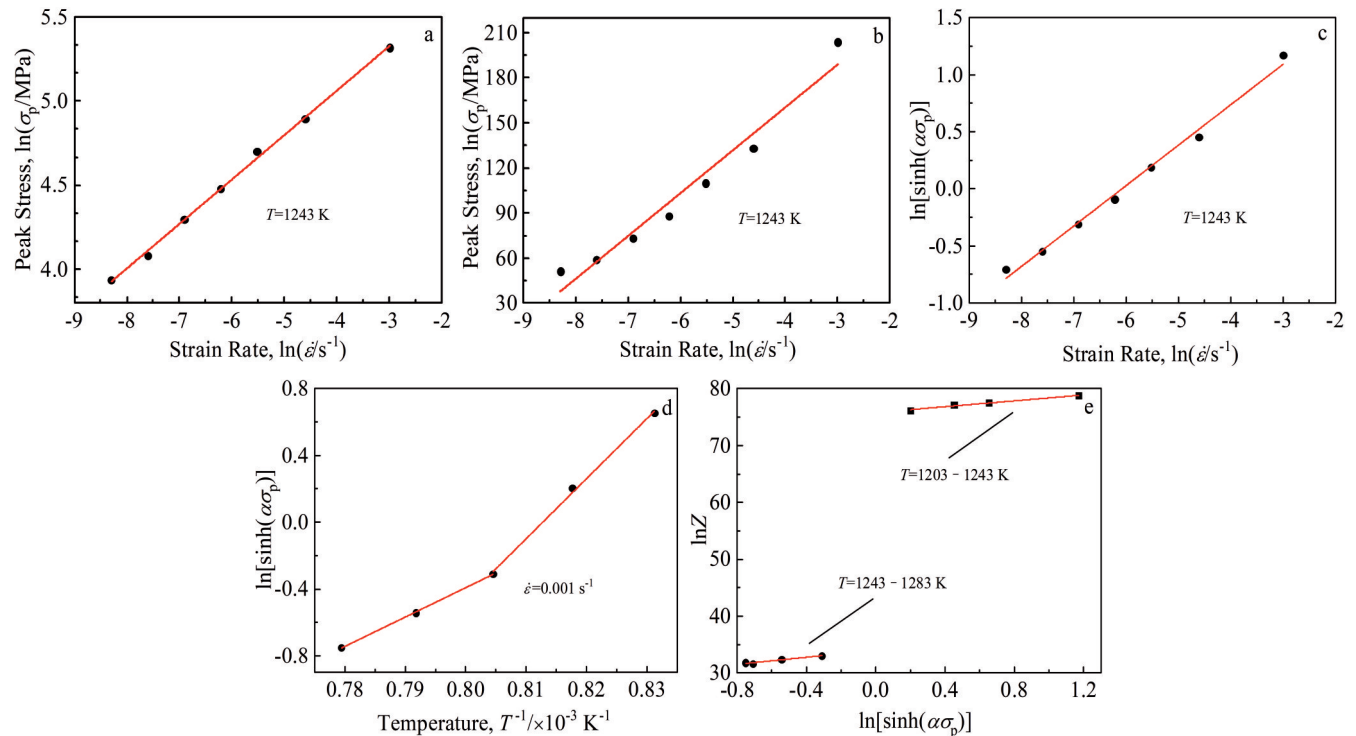 a
5.5
5.0
4.5
4.0
Peak Stress, ln(σp/MPa)
T=1243 K
-9 -8 -7 -6 -5 -4 -3 -2
Strain Rate, ln(ε̇/s⁻¹)
b
210
180
150
120
90
60
30
Peak Stress, ln(σp/MPa)
T=1243 K
-9 -8 -7 -6 -5 -4 -3 -2
Strain Rate, ln(ε̇/s⁻¹)
c
1.5
1.0
0.5
0.0
-0.5
-1.0
ln[sinh(ασp)]
T=1243 K
-9 -8 -7 -6 -5 -4 -3 -2
Strain Rate, ln(ε̇/s⁻¹)
d
0.8
0.4
0.0
-0.4
-0.8
ln[sinh(ασp)]
ε̇=0.001 s⁻¹
0.78 0.79 0.80 0.81 0.82 0.83
Temperature, T⁻¹/×10⁻³ K⁻¹
e
80
70
60
50
40
30
lnZ
T=1203－1243 K
T=1243－1283 K
-0.8 -0.4 0.0 0.4 0.8 1.2
ln[sinh(ασp)]